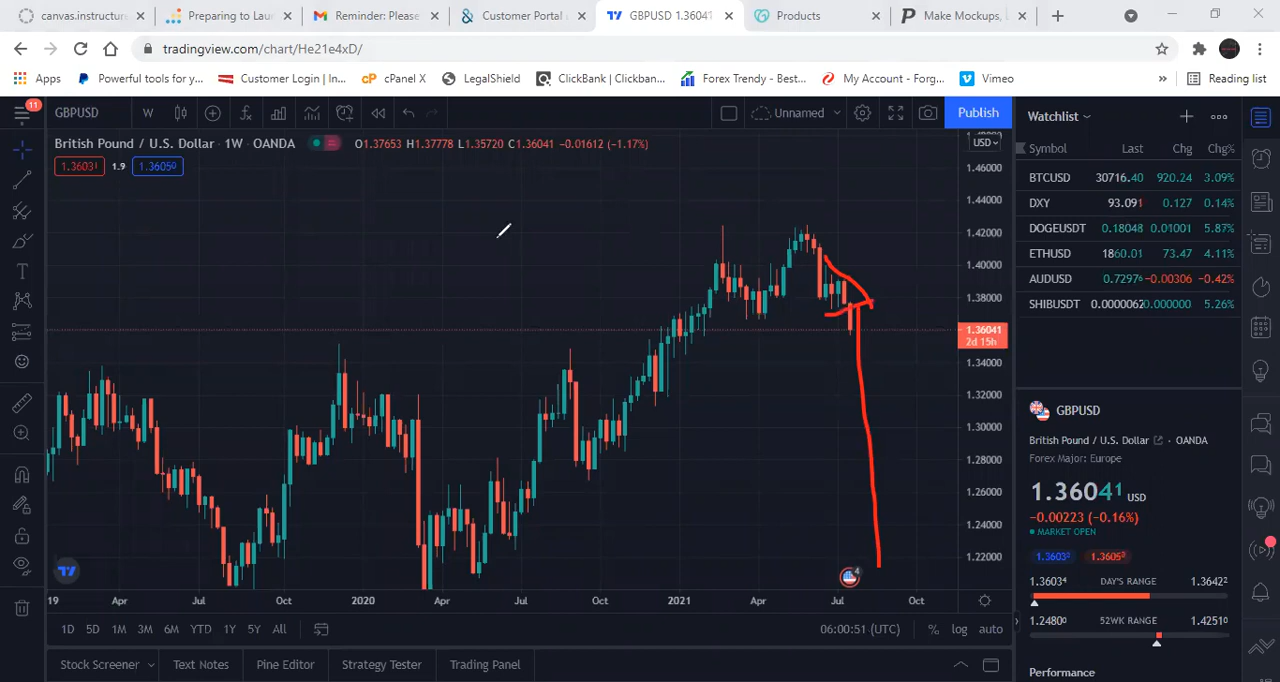 canvas.instructure
Preparing to Lau
Reminder: Please
Customer Portal
GBPUSD 1.36041
Products
Make Mockups,
tradingview.com/chart/He21e4xD/
Apps
Powerful tools for y...
Customer Login | In...
cPanel X
LegalShield
ClickBank | Clickban...
Forex Trendy - Best...
My Account - Forg...
Vimeo
»
Reading list
11
GBPUSD
W
Unnamed
Publish
Watchlist
British Pound / U.S. Dollar · 1W · OANDA
O1.37653 H1.37778 L1.35720 C1.36041 -0.01612 (-1.17%)
USD
1.36031
1.9
1.36050
Symbol Last Chg Chg%
BTCUSD 30716.40 920.24 3.09%
DXY 93.091 0.127 0.14%
DOGEUSDT 0.18048 0.01001 5.87%
ETHUSD 1860.01 73.47 4.11%
AUDUSD 0.72976 -0.00306 -0.42%
SHIBUSDT 0.0000062 0.000000 5.26%
1.46000
1.44000
1.42000
1.40000
1.38000
1.36041
2d 15h
1.34000
1.32000
1.30000
1.28000
1.26000
1.24000
1.22000
GBPUSD
British Pound / U.S. Dollar · OANDA
Forex Major: Europe
1.36041 USD
−0.00223 (−0.16%)
MARKET OPEN
1.36032
1.36050
1.36034 DAY'S RANGE 1.36422
1.24800 52WK RANGE 1.42510
Performance
4
19 Apr Jul Oct 2020 Apr Jul Oct 2021 Apr Jul Oct
1D 5D 1M 3M 6M YTD 1Y 5Y All
06:00:51 (UTC) % log auto
Stock Screener Text Notes Pine Editor Strategy Tester Trading Panel